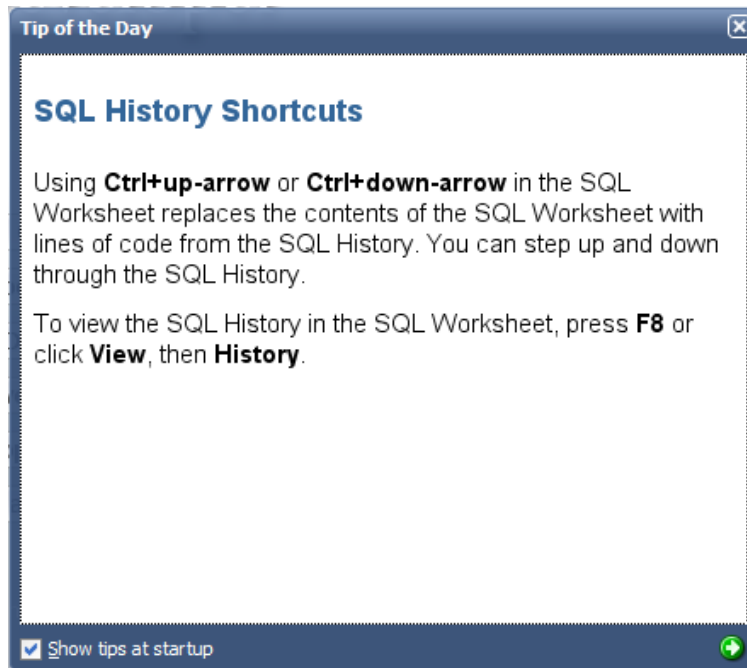 Tip of the Day
SQL History Shortcuts
Using Ctrl+up-arrow or Ctrl+down-arrow in the SQL
Worksheet replaces the contents of the SQL Worksheet with
lines of code from the SQL History. You can step up and down
through the SQL History.
To view the SQL History in the SQL Worksheet, press F8 or
click View, then History.
Show tips at startup